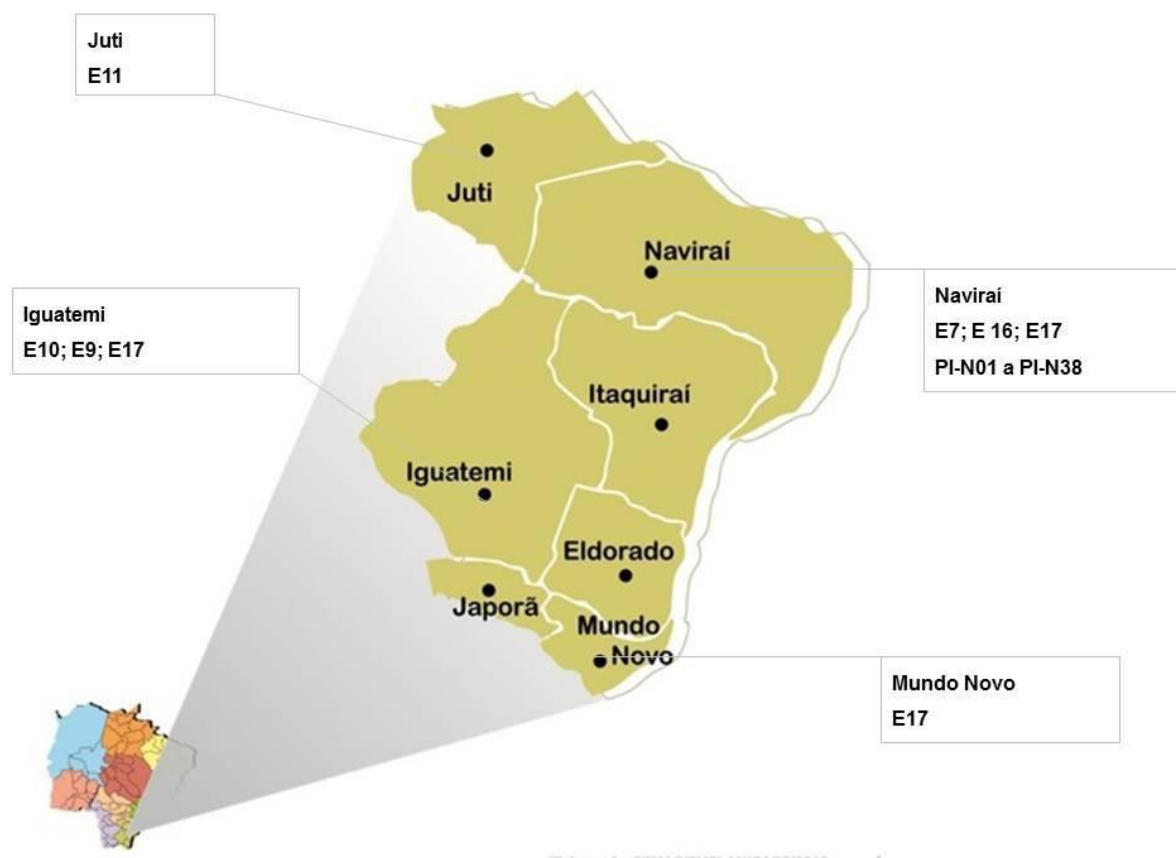 Juti
E11
Juti
Naviraí
Naviraí
E7; E 16; E17
PI-N01 a PI-N38
Iguatemi
E10; E9; E17
Itaquiraí
Iguatemi
Eldorado
Japorã
Mundo
Novo
Mundo Novo
E17